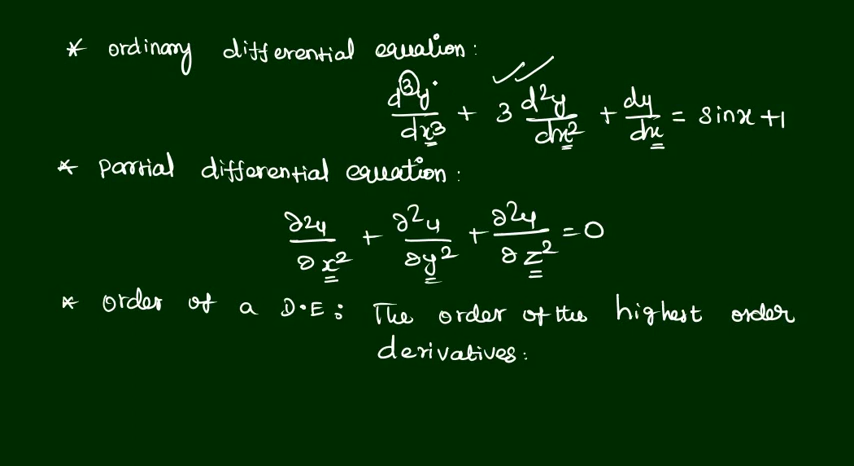 * ordinary differential equation:
d³y/dx³ + 3 d²y/dx² + dy/dx = sinx + 1
* Partial differential equation:
∂²u/∂x² + ∂²u/∂y² + ∂²u/∂z² = 0
* order of a D.E: The order of the highest order
derivatives: